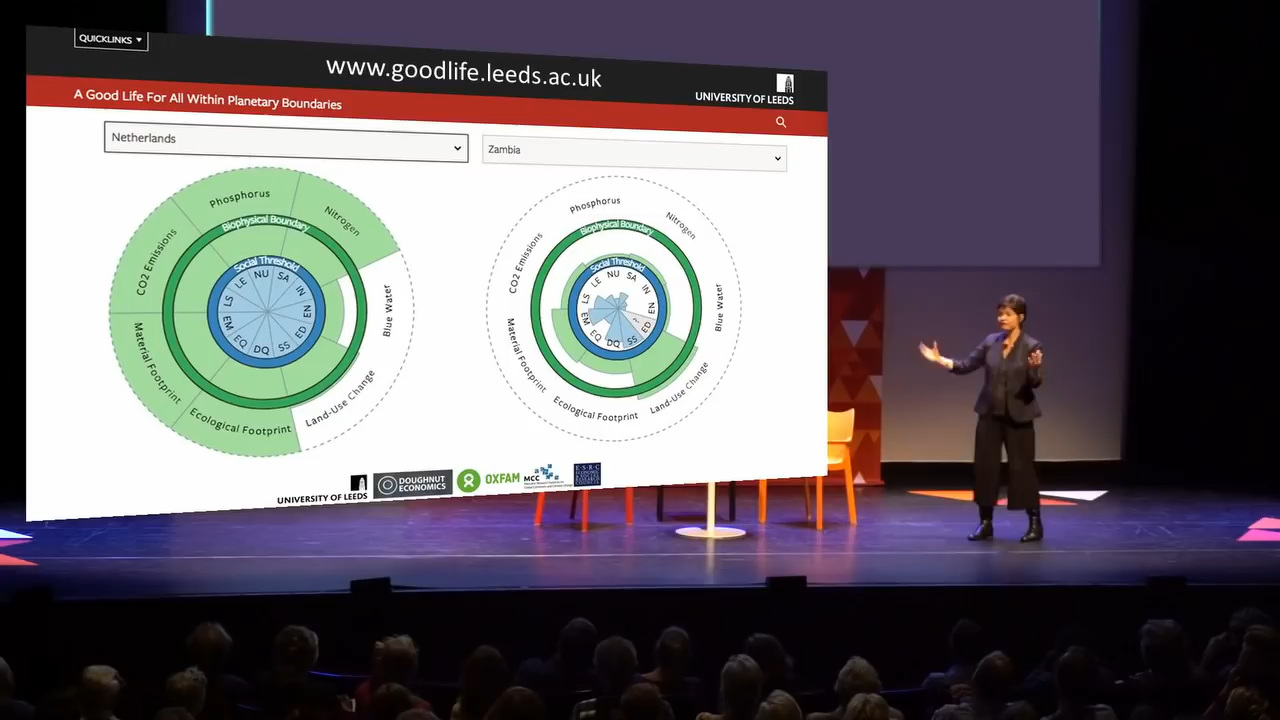 QUICKLINKS
www.goodlife.leeds.ac.uk
UNIVERSITY OF LEEDS
A Good Life For All Within Planetary Boundaries
Netherlands
Zambia
Phosphorus
Nitrogen
CO2 Emissions
Biophysical Boundary
Social Threshold
LE
NU
SA
IN
LS
EN
EM
ED
EQ
DQ
SS
Blue Water
Material Footprint
Land-Use Change
Ecological Footprint
Phosphorus
Nitrogen
CO2 Emissions
Biophysical Boundary
Social Threshold
LE
NU
SA
IN
LS
EN
EM
ED
EQ
DQ
SS
?
Blue Water
Material Footprint
Land-Use Change
Ecological Footprint
UNIVERSITY OF LEEDS
DOUGHNUT
ECONOMICS
OXFAM
MCC
E·S·R·C
ECONOMIC
& SOCIAL
RESEARCH
COUNCIL